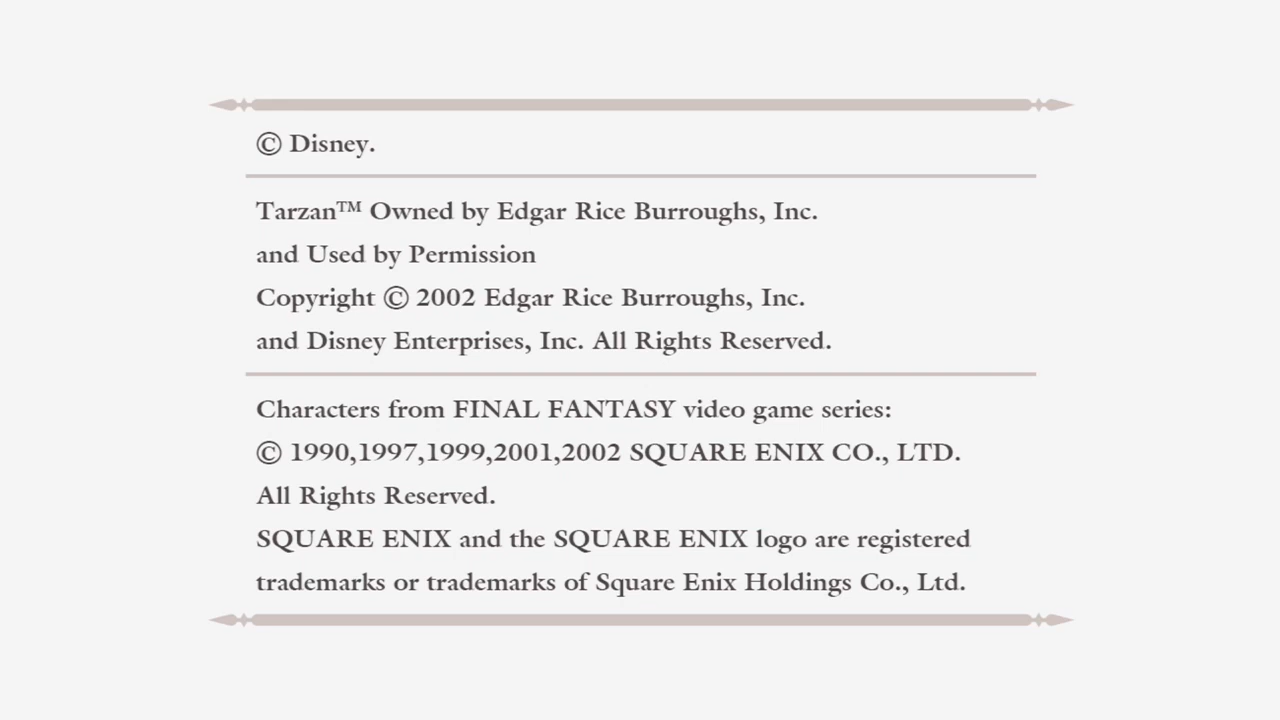 © Disney.
Tarzan™ Owned by Edgar Rice Burroughs, Inc.
and Used by Permission
Copyright © 2002 Edgar Rice Burroughs, Inc.
and Disney Enterprises, Inc. All Rights Reserved.
Characters from FINAL FANTASY video game series:
© 1990,1997,1999,2001,2002 SQUARE ENIX CO., LTD.
All Rights Reserved.
SQUARE ENIX and the SQUARE ENIX logo are registered
trademarks or trademarks of Square Enix Holdings Co., Ltd.